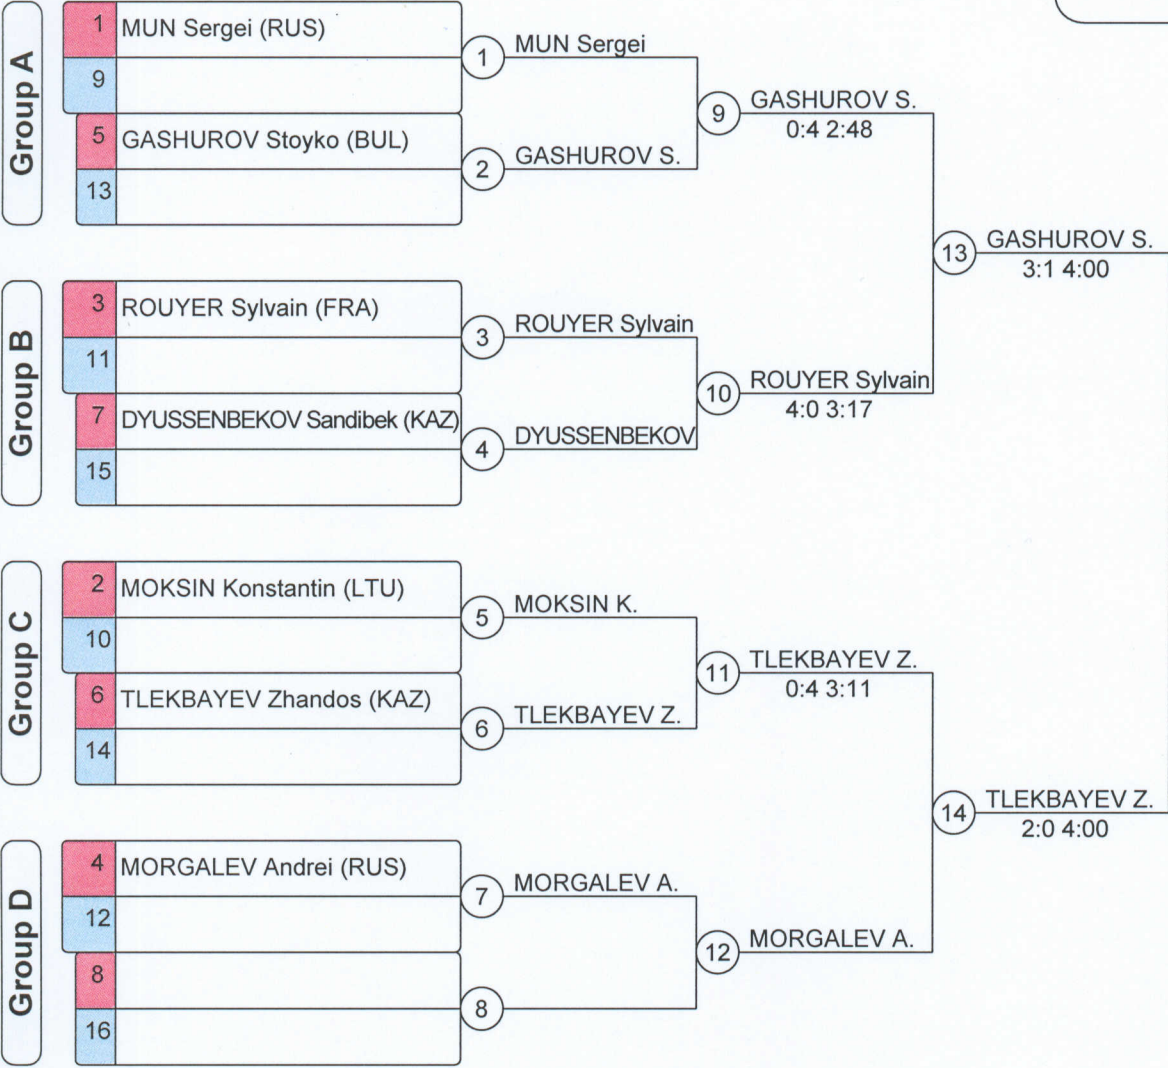 Group A
1 MUN Sergei (RUS)
9
5 GASHUROV Stoyko (BUL)
13
1 MUN Sergei
2 GASHUROV S.
9 GASHUROV S.
0:4 2:48
Group B
3 ROUYER Sylvain (FRA)
11
7 DYUSSENBEKOV Sandibek (KAZ)
15
3 ROUYER Sylvain
4 DYUSSENBEKOV
10 ROUYER Sylvain
4:0 3:17
13 GASHUROV S.
3:1 4:00
Group C
2 MOKSIN Konstantin (LTU)
10
6 TLEKBAYEV Zhandos (KAZ)
14
5 MOKSIN K.
6 TLEKBAYEV Z.
11 TLEKBAYEV Z.
0:4 3:11
Group D
4 MORGALEV Andrei (RUS)
12
8
16
7 MORGALEV A.
8
12 MORGALEV A.
14 TLEKBAYEV Z.
2:0 4:00